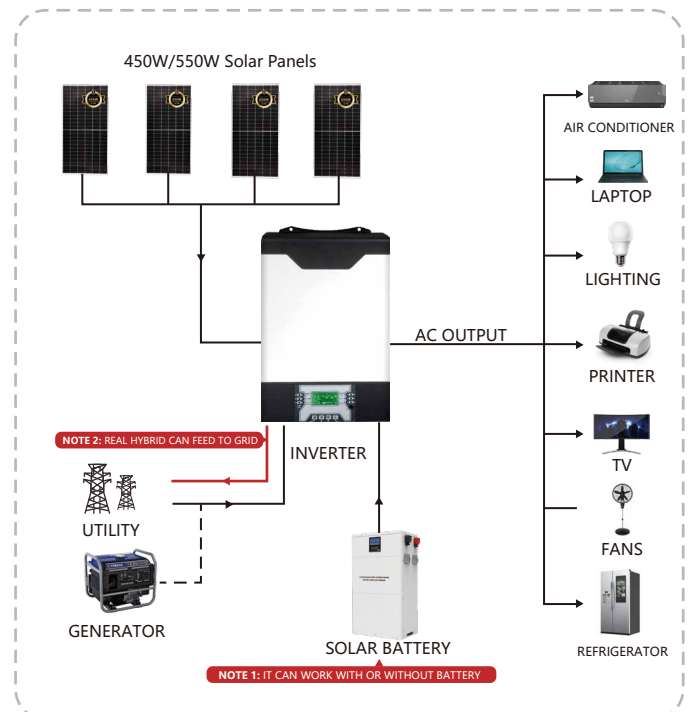 450W/550W Solar Panels
AIR CONDITIONER
LAPTOP
LIGHTING
AC OUTPUT
PRINTER
NOTE 2: REAL HYBRID CAN FEED TO GRID
INVERTER
TV
UTILITY
FANS
GENERATOR
SOLAR BATTERY
REFRIGERATOR
NOTE 1: IT CAN WORK WITH OR WITHOUT BATTERY